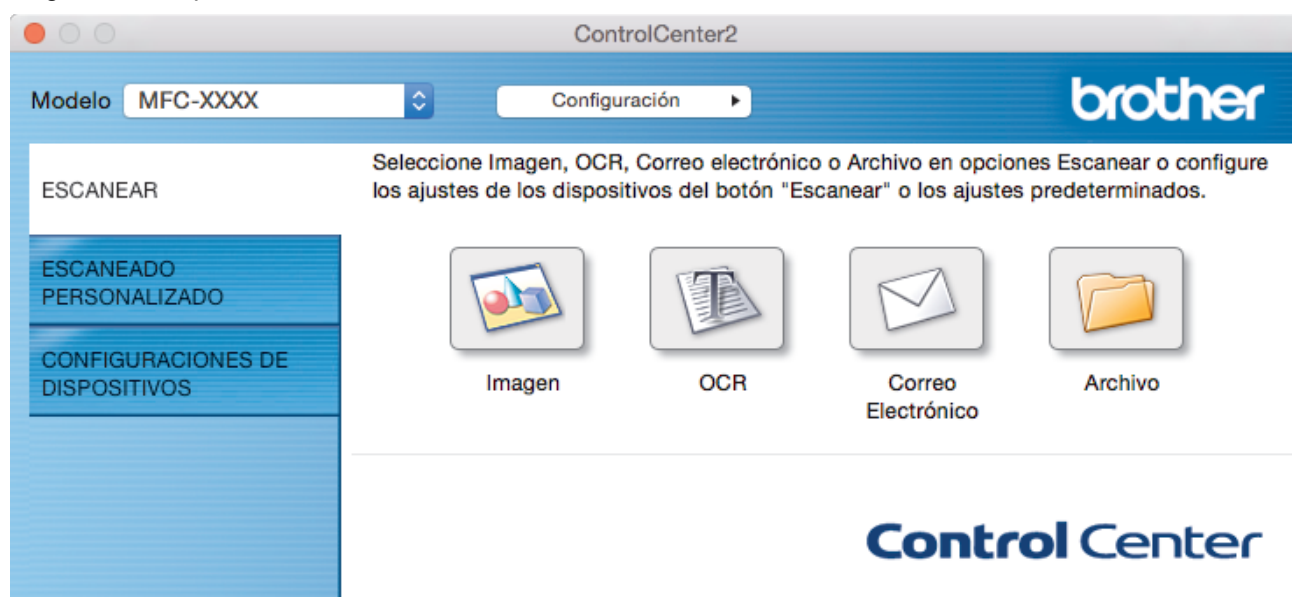 ControlCenter2
Modelo MFC-XXXX Configuración brother
Seleccione Imagen, OCR, Correo electrónico o Archivo en opciones Escanear o configure
los ajustes de los dispositivos del botón "Escanear" o los ajustes predeterminados.
ESCANEAR
ESCANEADO
PERSONALIZADO
CONFIGURACIONES DE
DISPOSITIVOS
Imagen
OCR
Correo
Electrónico
Archivo
Control Center